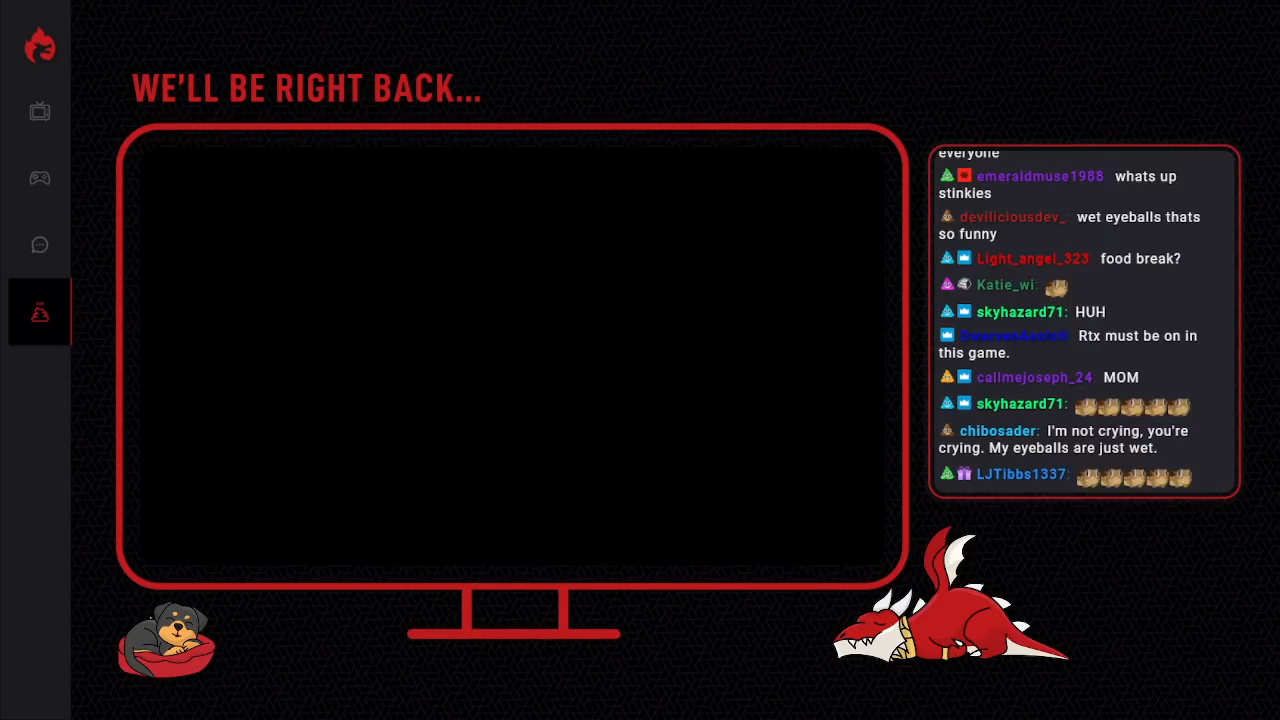 WE'LL BE RIGHT BACK...
everyone
emeraldmuse1988 whats up
stinkies
deviliciousdev_: wet eyeballs thats
so funny
Light_angel_323 food break?
Katie_wi:
skyhazard71: HUH
Rtx must be on in
this game.
callmejoseph_24: MOM
skyhazard71:
chibosader: I'm not crying, you're
crying. My eyeballs are just wet.
LJTibbs1337: